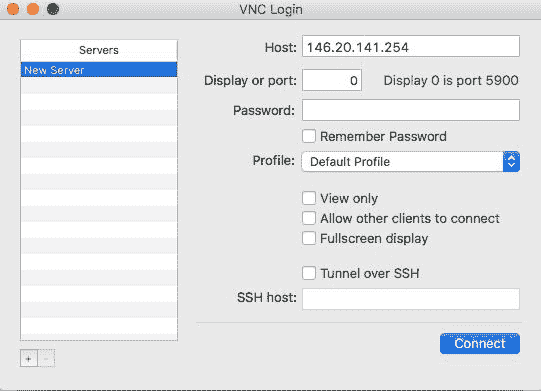 VNC Login
Servers
New Server
Host: 146.20.141.254
Display or port: 0 Display 0 is port 5900
Password:
Remember Password
Profile: Default Profile
View only
Allow other clients to connect
Fullscreen display
Tunnel over SSH
SSH host:
+ -
Connect